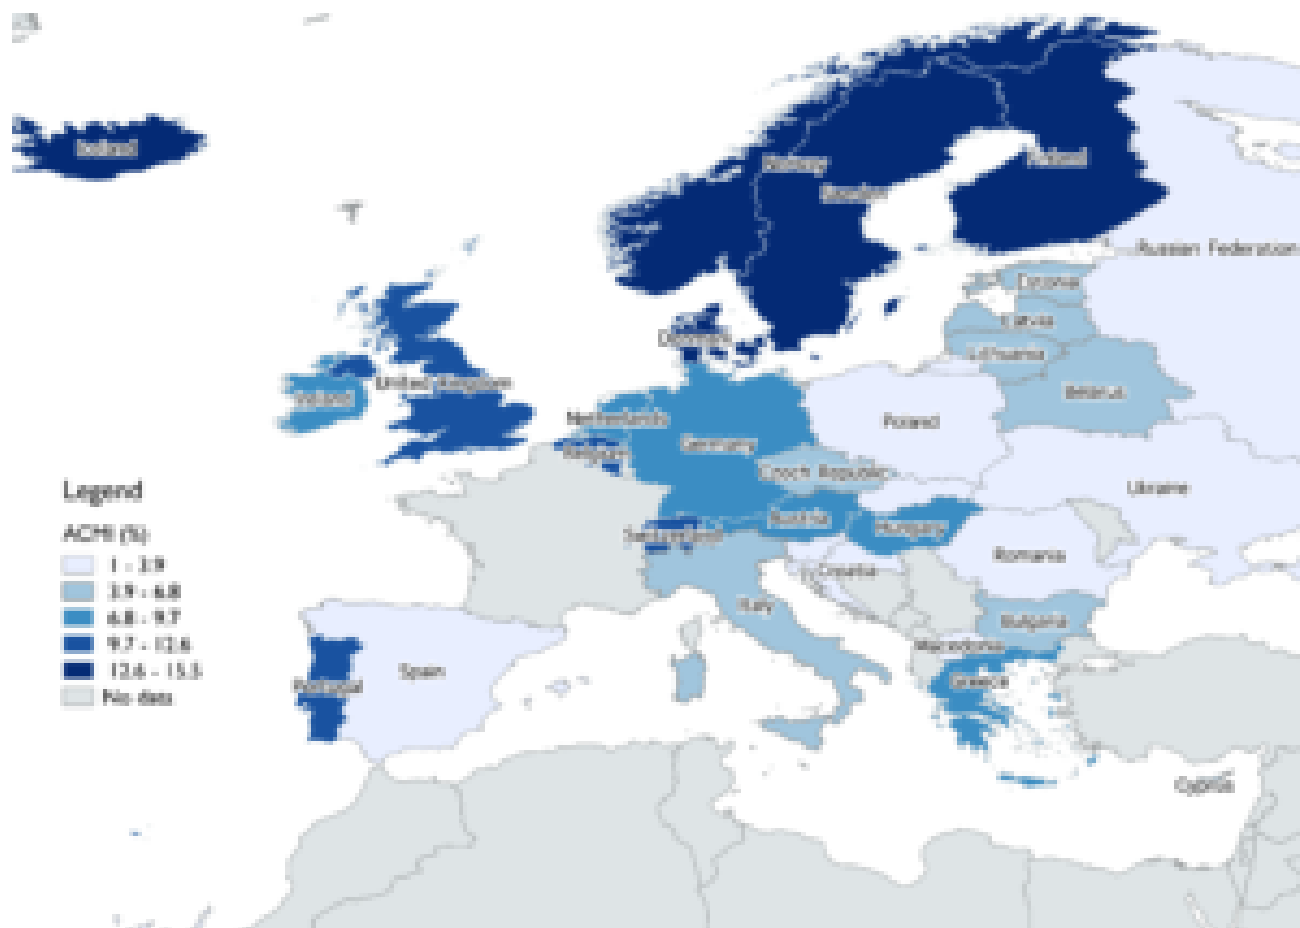 Iceland
Norway
Finland
Sweden
Russian Federation
Estonia
Latvia
Denmark
Lithuania
United Kingdom
Ireland
Belarus
Netherlands
Poland
Germany
Belgium
Czech Republic
Ukraine
Legend
ACMI (%)
1 - 3.9
3.9 - 6.8
6.8 - 9.7
9.7 - 12.6
12.6 - 15.5
No data
Austria
Hungary
Switzerland
Romania
Croatia
Italy
Bulgaria
Macedonia
Spain
Portugal
Greece
Cyprus